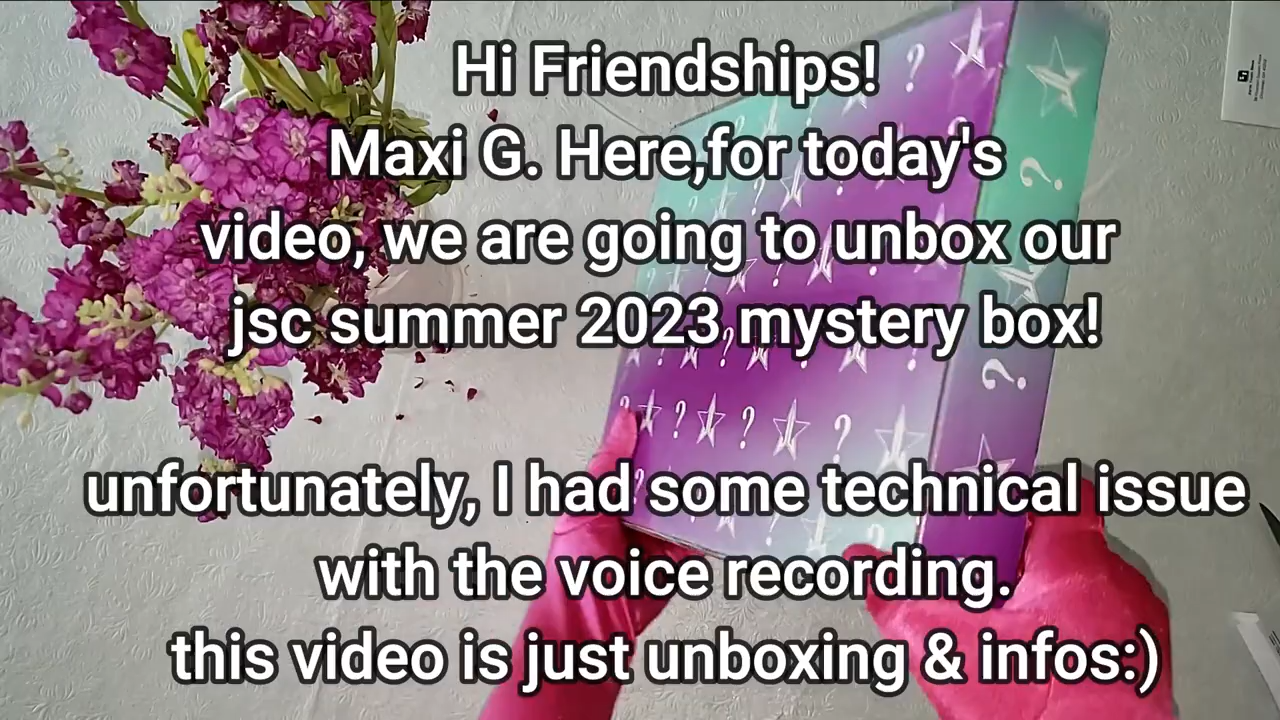 Hi Friendships!
Maxi G. Here,for today's
video, we are going to unbox our
jsc summer 2023 mystery box!
unfortunately, I had some technical issue
with the voice recording.
this video is just unboxing & infos:)